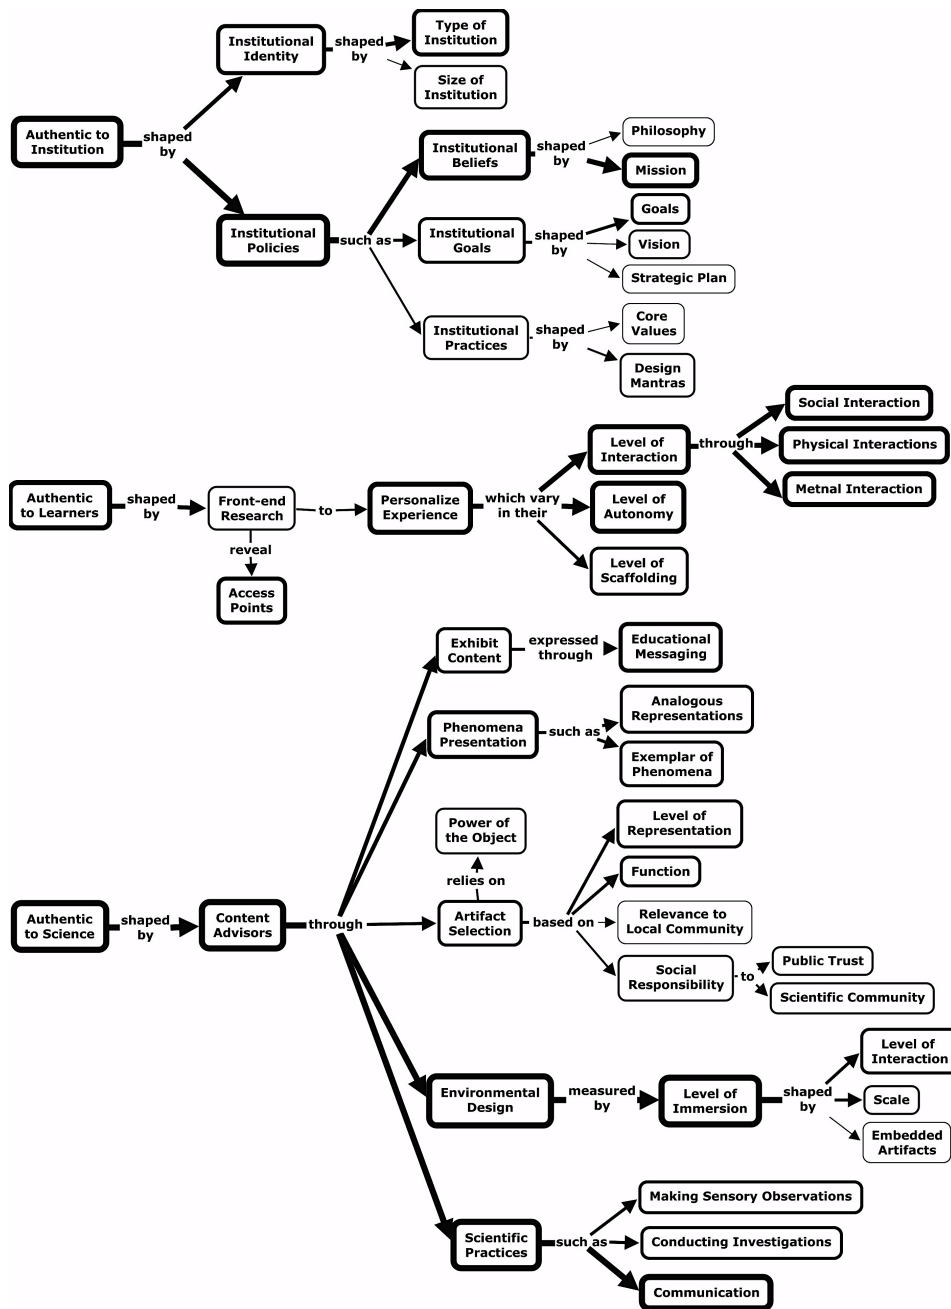 Type of
Institution
Institutional
Identity
shaped
by
Size of
Institution
Authentic to
Institution
shaped
by
Institutional
Beliefs
shaped
by
Philosophy
Mission
Institutional
Policies
such as
Institutional
Goals
shaped
by
Goals
Vision
Strategic Plan
Institutional
Practices
shaped
by
Core
Values
Design
Mantras
Authentic
to Learners
shaped
by
Front-end
Research
to
Personalize
Experience
which vary
in their
Level of
Interaction
through
Social Interaction
Physical Interactions
Metnal Interaction
Level of
Autonomy
Level of
Scaffolding
reveal
Access
Points
Exhibit
Content
expressed
through
Educational
Messaging
Phenomena
Presentation
such as
Analogous
Representations
Exemplar of
Phenomena
Power of
the Object
relies on
Authentic
to Science
shaped
by
Content
Advisors
through
Artifact
Selection
based on
Level of
Representation
Function
Relevance to
Local Community
Social
Responsibility
to
Public Trust
Scientific Community
Environmental
Design
measured
by
Level of
Immersion
shaped
by
Level of
Interaction
Scale
Embedded
Artifacts
Scientific
Practices
such as
Making Sensory Observations
Conducting Investigations
Communication